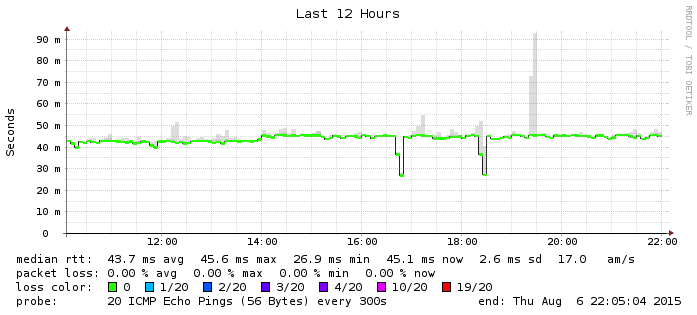 Last 12 Hours
RRDTOOL / TOBI OETIKER
Seconds
90 m
80 m
70 m
60 m
50 m
40 m
30 m
20 m
10 m
0
12:00 14:00 16:00 18:00 20:00 22:00
median rtt: 43.7 ms avg 45.6 ms max 26.9 ms min 45.1 ms now 2.6 ms sd 17.0 am/s
packet loss: 0.00 % avg 0.00 % max 0.00 % min 0.00 % now
loss color: 0 1/20 2/20 3/20 4/20 10/20 19/20
probe: 20 ICMP Echo Pings (56 Bytes) every 300s end: Thu Aug 6 22:05:04 2015